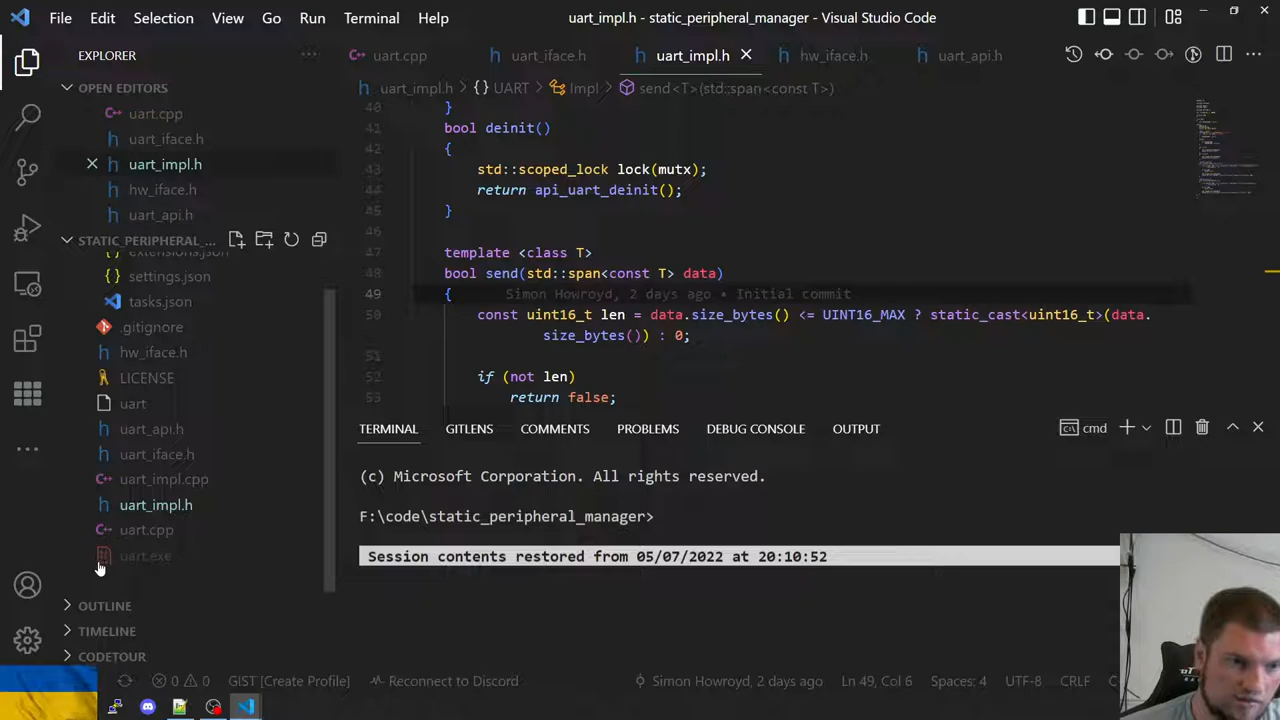 File Edit Selection View Go Run Terminal Help uart_impl.h - static_peripheral_manager - Visual Studio Code
EXPLORER
OPEN EDITORS
uart.cpp
uart_iface.h
uart_impl.h
hw_iface.h
uart_api.h
STATIC_PERIPHERAL_...
extensions.json
settings.json
tasks.json
.gitignore
hw_iface.h
LICENSE
uart
uart_api.h
uart_iface.h
uart_impl.cpp
uart_impl.h
uart.cpp
uart.exe
OUTLINE
TIMELINE
CODETOUR
uart.cpp uart_iface.h uart_impl.h hw_iface.h uart_api.h
uart_impl.h > {} UART > Impl > send<T>(std::span<const T> data)
40 }
41 bool deinit()
42 {
43 std::scoped_lock lock(mutx);
44 return api_uart_deinit();
45 }
46
47 template <class T>
48 bool send(std::span<const T> data)
49 { Simon Howroyd, 2 days ago • Initial commit
50 const uint16_t len = data.size_bytes() <= UINT16_MAX ? static_cast<uint16_t>(data.
size_bytes()) : 0;
51
52 if (not len)
53 return false;
TERMINAL GITLENS COMMENTS PROBLEMS DEBUG CONSOLE OUTPUT cmd
(c) Microsoft Corporation. All rights reserved.
F:\code\static_peripheral_manager>
Session contents restored from 05/07/2022 at 20:10:52
0 0 GIST [Create Profile] Reconnect to Discord Simon Howroyd, 2 days ago Ln 49, Col 6 Spaces: 4 UTF-8 CRLF